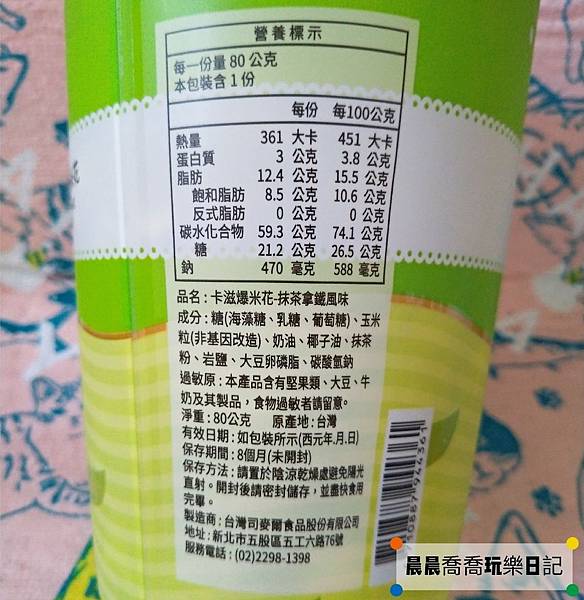 營養標示
每一份量 80 公克
本包裝含 1 份
每份 每100公克
熱量 361 大卡 451 大卡
蛋白質 3 公克 3.8 公克
脂肪 12.4 公克 15.5 公克
飽和脂肪 8.5 公克 10.6 公克
反式脂肪 0 公克 0 公克
碳水化合物 59.3 公克 74.1 公克
糖 21.2 公克 26.5 公克
鈉 470 毫克 588 毫克
品名：卡滋爆米花-抹茶拿鐵風味
成分：糖(海藻糖、乳糖、葡萄糖)、玉米
粒(非基因改造)、奶油、椰子油、抹茶
粉、岩鹽、大豆卵磷脂、碳酸氫鈉
過敏原：本產品含有堅果類、大豆、牛
奶及其製品，食物過敏者請留意。
淨重：80公克 原產地：台灣
有效日期：如包裝所示(西元年.月.日)
保存期限：8個月(未開封)
保存方法：請置於陰涼乾燥處避免陽光
直射。開封後請密封儲存，並盡快食用
完畢。
製造商：台灣司麥爾食品股份有限公司
地址：新北市五股區五工六路76號
服務電話：(02)2298-1398
晨晨喬喬玩樂日記